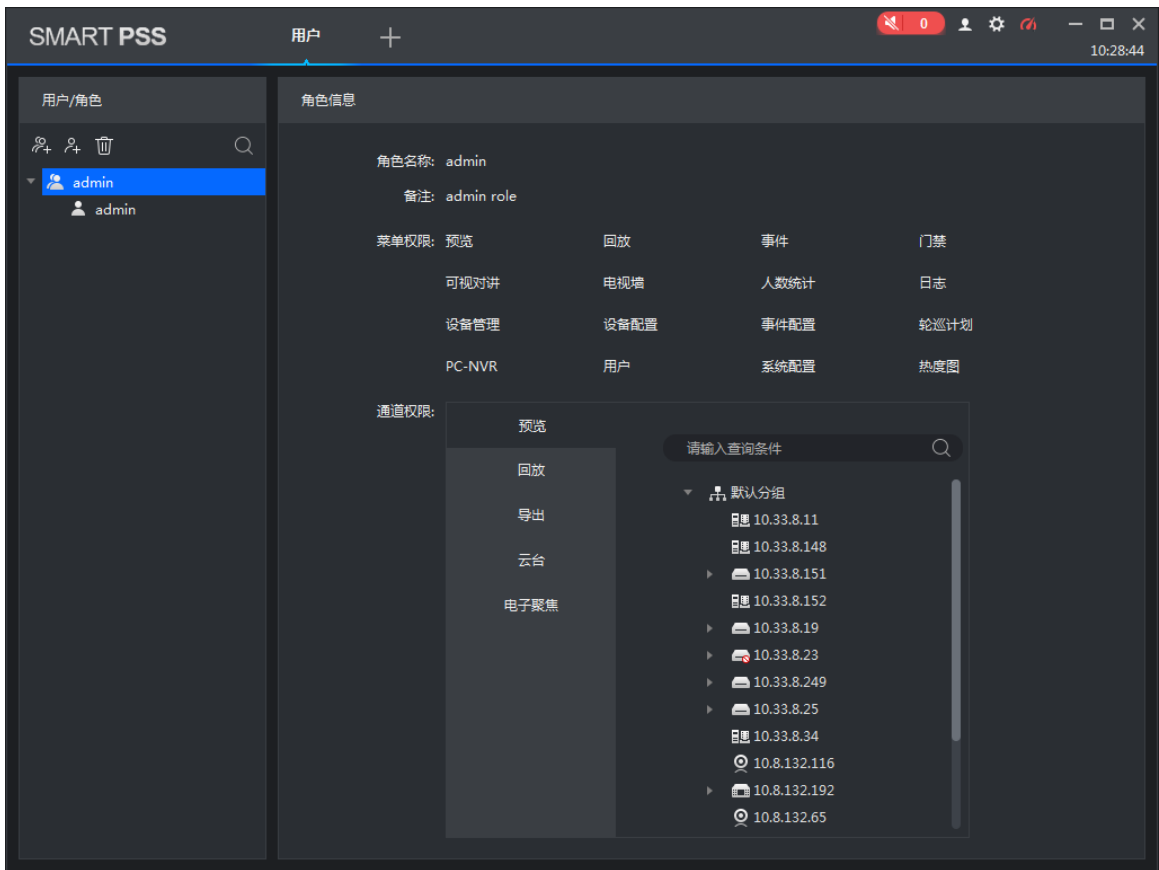 SMART PSS 用户 0
10:28:44
用户/角色
角色信息
admin
admin
角色名称: admin
备注: admin role
菜单权限: 预览 回放 事件 门禁
可视对讲 电视墙 人数统计 日志
设备管理 设备配置 事件配置 轮巡计划
PC-NVR 用户 系统配置 热度图
通道权限:
预览
回放
导出
云台
电子聚焦
请输入查询条件
默认分组
10.33.8.11
10.33.8.148
10.33.8.151
10.33.8.152
10.33.8.19
10.33.8.23
10.33.8.249
10.33.8.25
10.33.8.34
10.8.132.116
10.8.132.192
10.8.132.65